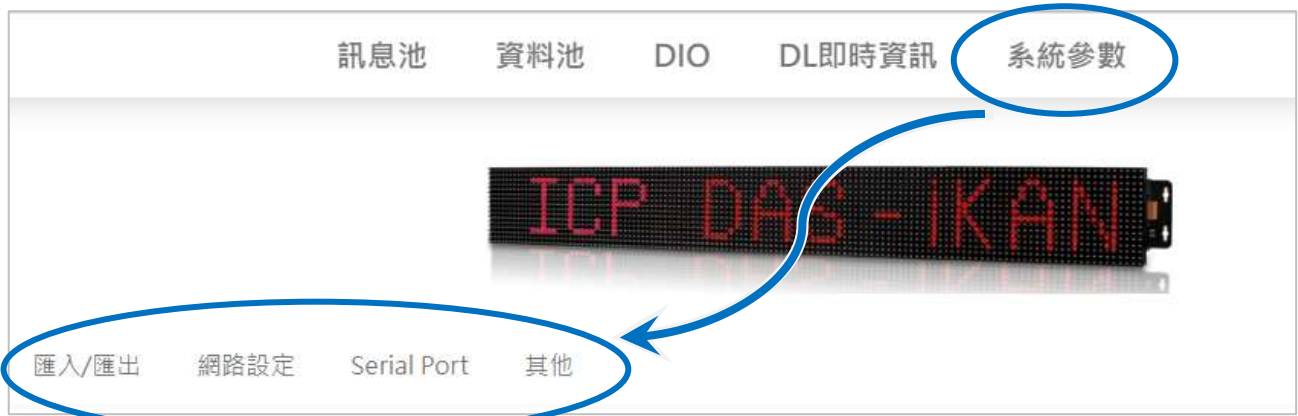 訊息池 資料池 DIO DL即時資訊 系統參數
ICP DAS-iKAN
匯入/匯出 網路設定 Serial Port 其他